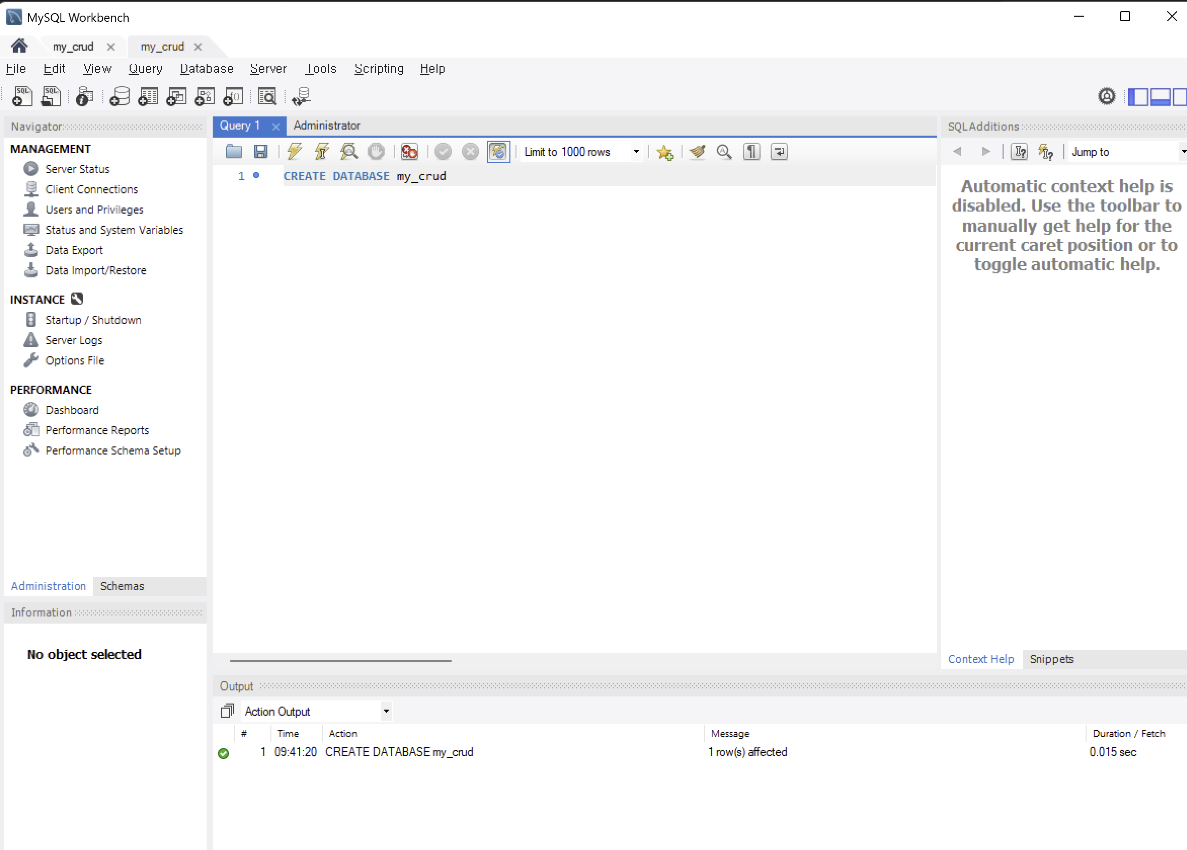 MySQL Workbench
my_crud
my_crud
File Edit View Query Database Server Tools Scripting Help
Navigator
MANAGEMENT
Server Status
Client Connections
Users and Privileges
Status and System Variables
Data Export
Data Import/Restore
INSTANCE
Startup / Shutdown
Server Logs
Options File
PERFORMANCE
Dashboard
Performance Reports
Performance Schema Setup
Administration Schemas
Information
No object selected
Query 1 Administrator
Limit to 1000 rows
1 CREATE DATABASE my_crud
SQLAdditions
Jump to
Automatic context help is
disabled. Use the toolbar to
manually get help for the
current caret position or to
toggle automatic help.
Context Help Snippets
Output
Action Output
# Time Action Message Duration / Fetch
1 09:41:20 CREATE DATABASE my_crud 1 row(s) affected 0.015 sec